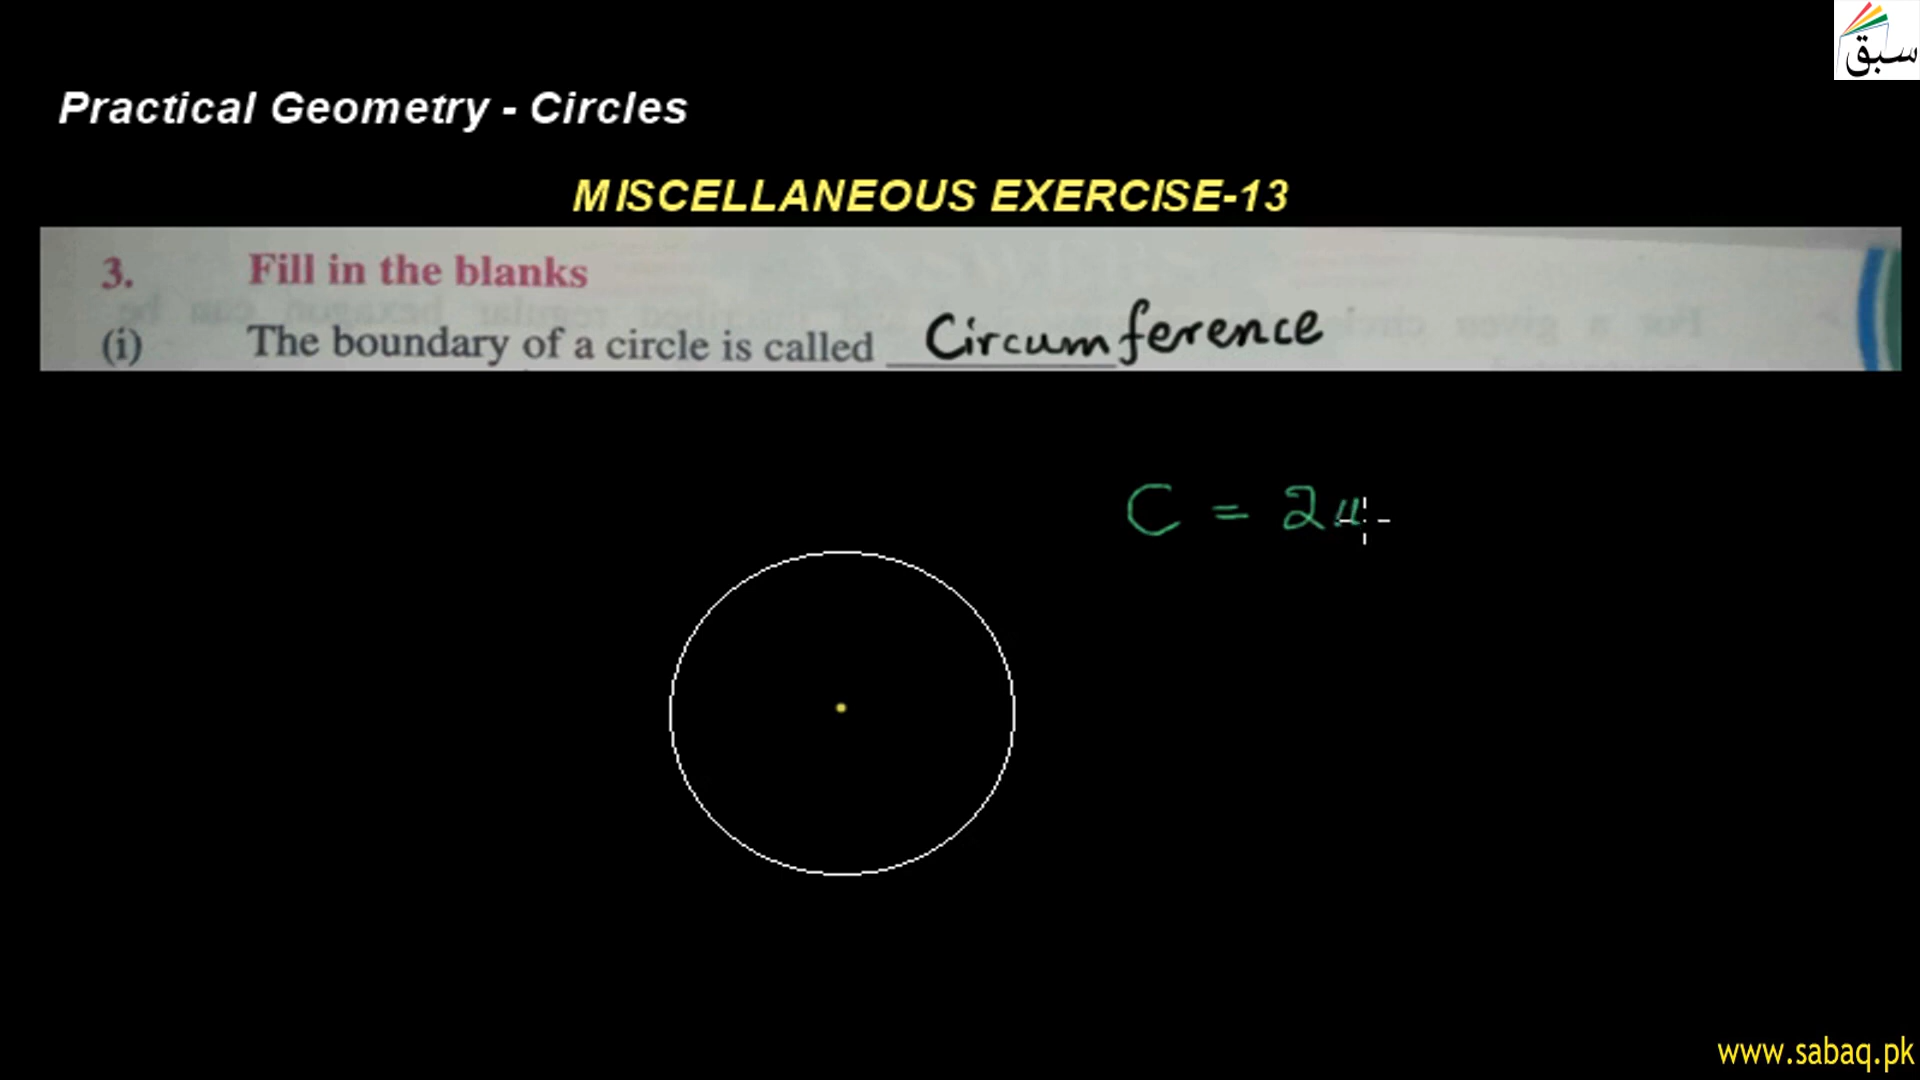 سبق
Practical Geometry - Circles
MISCELLANEOUS EXERCISE-13
3. Fill in the blanks
(i) The boundary of a circle is called Circumference
C = 2
www.sabaq.pk